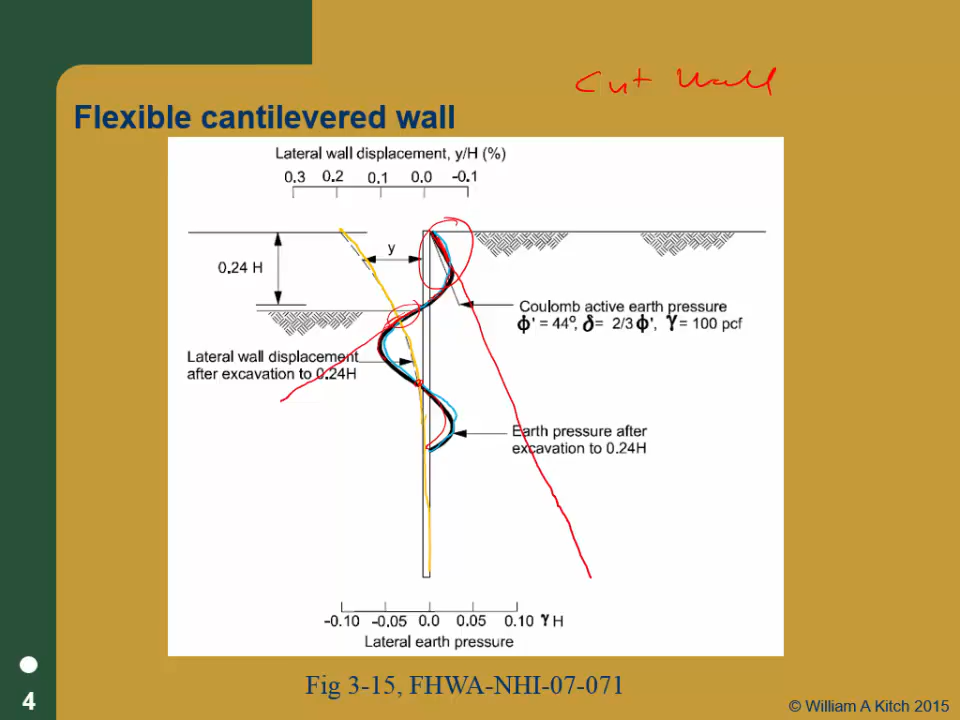 Cut Wall
Flexible cantilevered wall
Lateral wall displacement, y/H (%)
0.3 0.2 0.1 0.0 -0.1
y
0.24 H
Coulomb active earth pressure
ϕ' = 44°, δ = 2/3 ϕ', γ = 100 pcf
Lateral wall displacement
after excavation to 0.24H
Earth pressure after
excavation to 0.24H
-0.10 -0.05 0.0 0.05 0.10 γ H
Lateral earth pressure
Fig 3-15, FHWA-NHI-07-071
4
© William A Kitch 2015